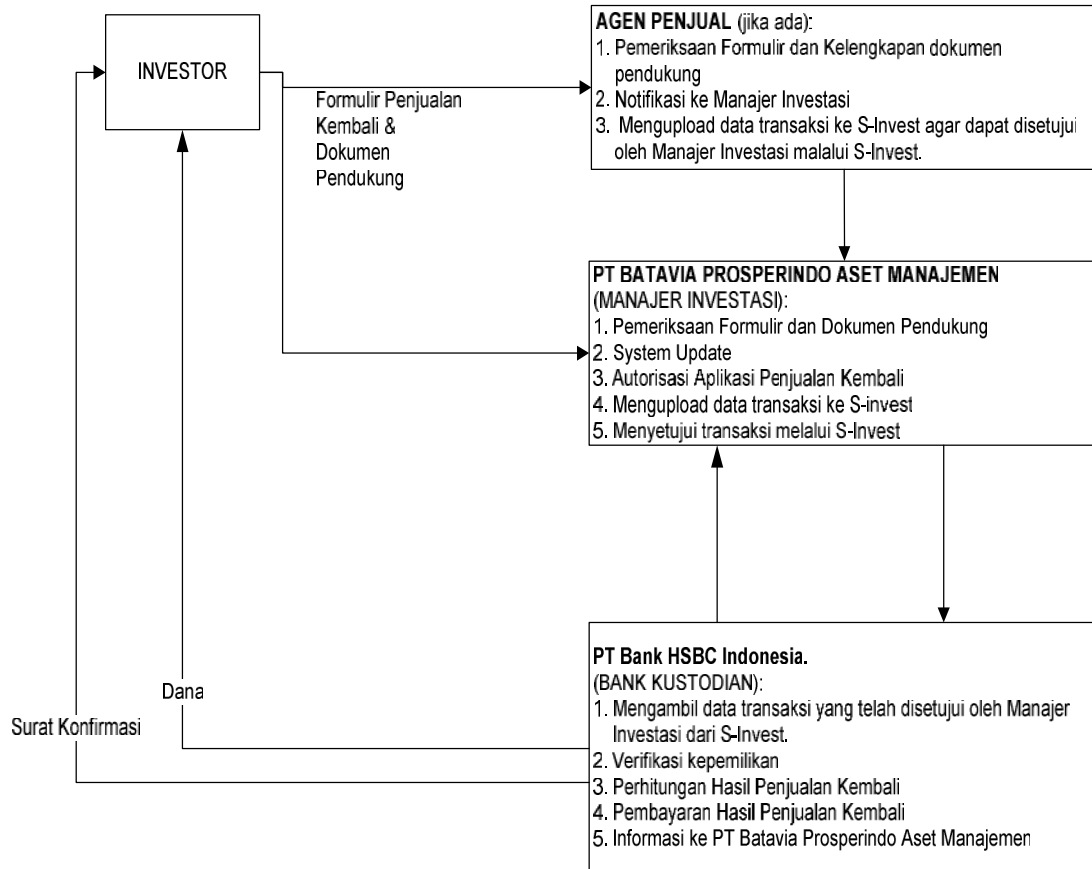 INVESTOR
Formulir Penjualan
Kembali &
Dokumen
Pendukung
AGEN PENJUAL (jika ada):
1. Pemeriksaan Formulir dan Kelengkapan dokumen
pendukung
2. Notifikasi ke Manajer Investasi
3. Mengupload data transaksi ke S-Invest agar dapat disetujui
oleh Manajer Investasi malalui S-Invest.
PT BATAVIA PROSPERINDO ASET MANAJEMEN
(MANAJER INVESTASI):
1. Pemeriksaan Formulir dan Dokumen Pendukung
2. System Update
3. Autorisasi Aplikasi Penjualan Kembali
4. Mengupload data transaksi ke S-invest
5. Menyetujui transaksi melalui S-Invest
PT Bank HSBC Indonesia.
(BANK KUSTODIAN):
1. Mengambil data transaksi yang telah disetujui oleh Manajer
Investasi dari S-Invest.
2. Verifikasi kepemilikan
3. Perhitungan Hasil Penjualan Kembali
4. Pembayaran Hasil Penjualan Kembali
5. Informasi ke PT Batavia Prosperindo Aset Manajemen
Dana
Surat Konfirmasi